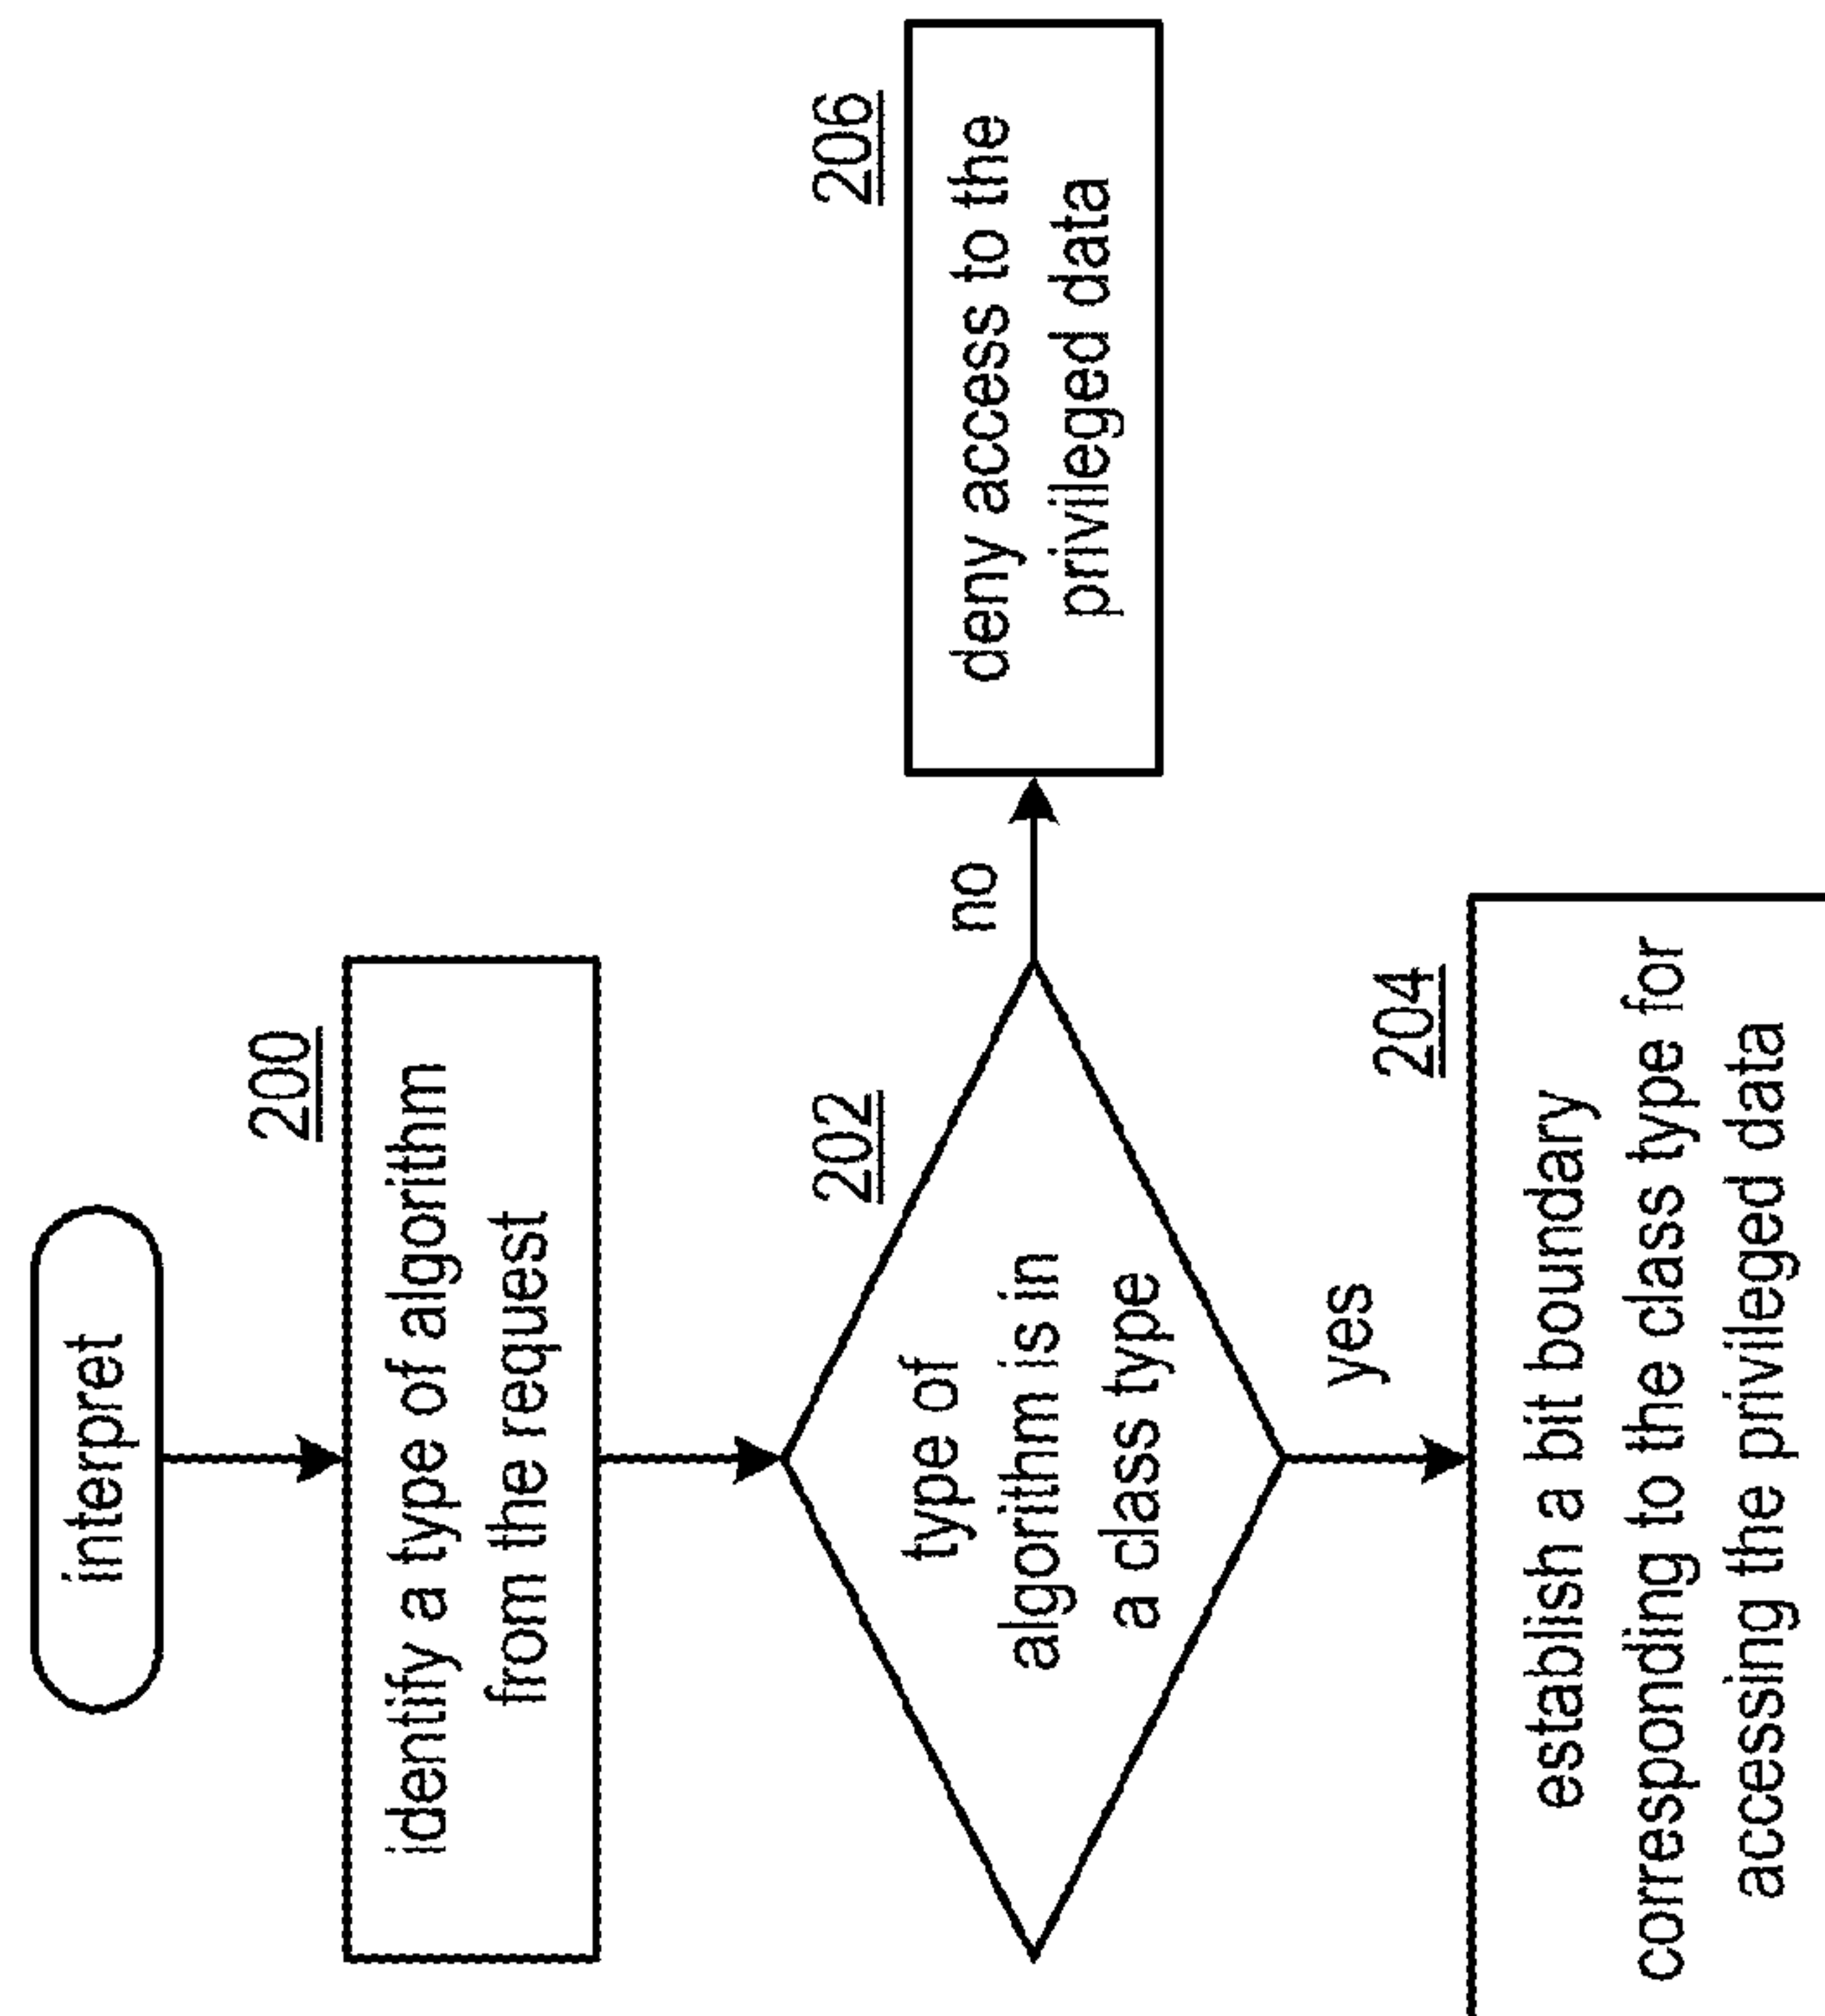 interpret
200
identify a type of algorithm
from the request
202
type of
algorithm is in
a class type
no
206
deny access to the
privileged data
yes
204
establish a bit boundary
corresponding to the class type for
accessing the privileged data